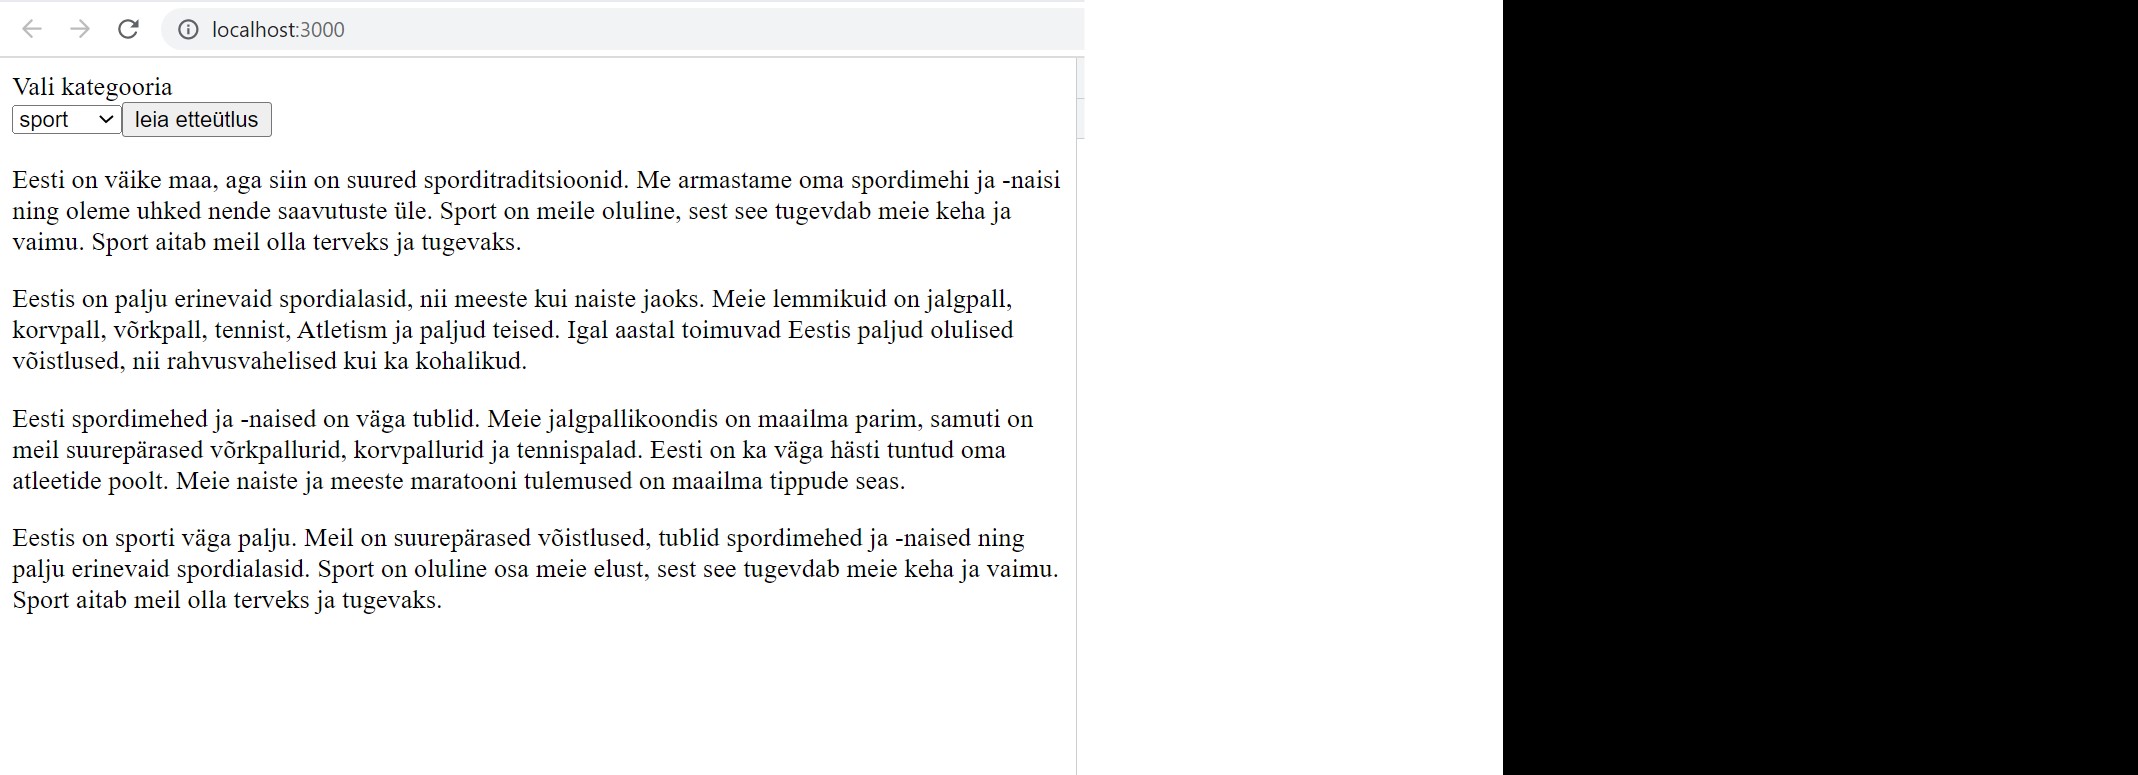 localhost:3000
Vali kategooria
sport leia etteütlus
Eesti on väike maa, aga siin on suured sporditraditsioonid. Me armastame oma spordimehi ja -naisi
ning oleme uhked nende saavutuste üle. Sport on meile oluline, sest see tugevdab meie keha ja
vaimu. Sport aitab meil olla terveks ja tugevaks.
Eestis on palju erinevaid spordialasid, nii meeste kui naiste jaoks. Meie lemmikuid on jalgpall,
korvpall, võrkpall, tennist, Atletism ja paljud teised. Igal aastal toimuvad Eestis paljud olulised
võistlused, nii rahvusvahelised kui ka kohalikud.
Eesti spordimehed ja -naised on väga tublid. Meie jalgpallikoondis on maailma parim, samuti on
meil suurepärased võrkpallurid, korvpallurid ja tennispalad. Eesti on ka väga hästi tuntud oma
atleetide poolt. Meie naiste ja meeste maratooni tulemused on maailma tippude seas.
Eestis on sporti väga palju. Meil on suurepärased võistlused, tublid spordimehed ja -naised ning
palju erinevaid spordialasid. Sport on oluline osa meie elust, sest see tugevdab meie keha ja vaimu.
Sport aitab meil olla terveks ja tugevaks.